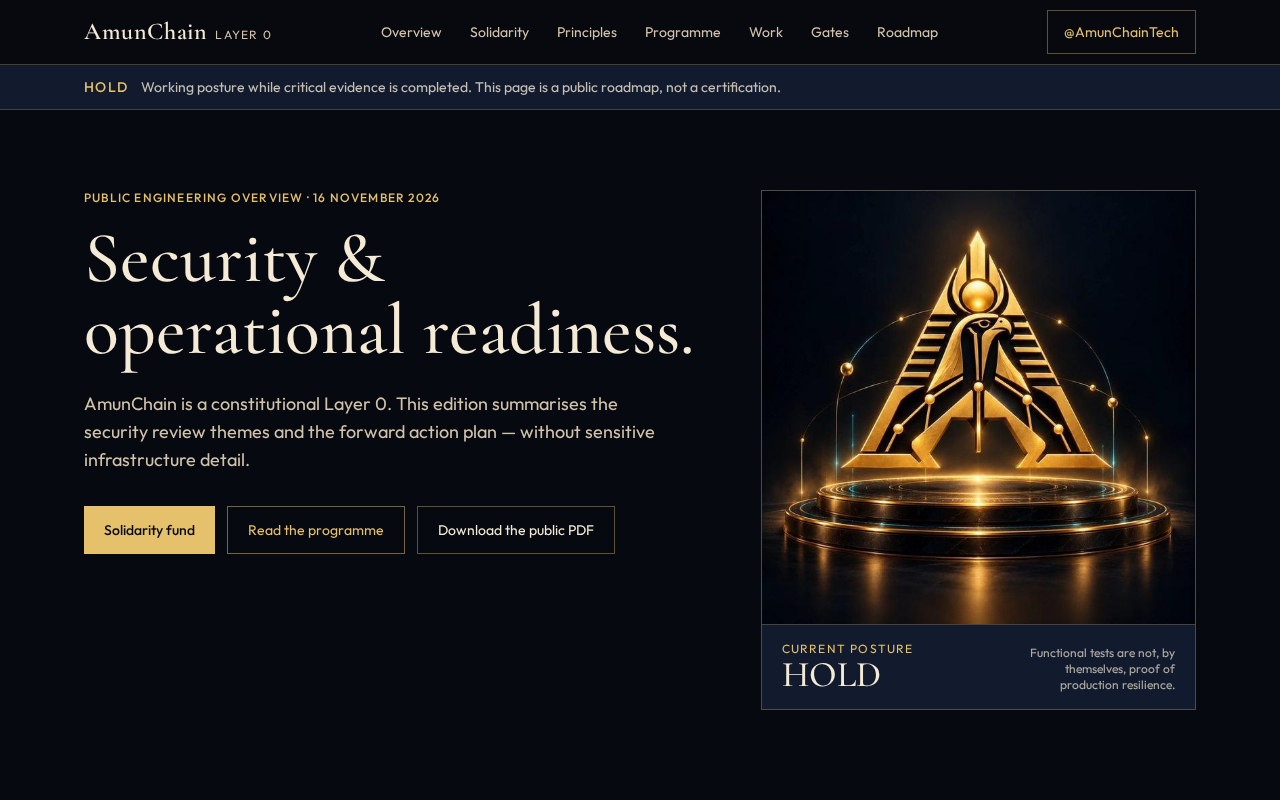 AmunChain LAYER 0
Overview Solidarity Principles Programme Work Gates Roadmap
@AmunChainTech
HOLD Working posture while critical evidence is completed. This page is a public roadmap, not a certification.
PUBLIC ENGINEERING OVERVIEW · 16 NOVEMBER 2026
Security &
operational readiness.
AmunChain is a constitutional Layer 0. This edition summarises the
security review themes and the forward action plan — without sensitive
infrastructure detail.
Solidarity fund
Read the programme
Download the public PDF
CURRENT POSTURE
HOLD
Functional tests are not, by
themselves, proof of
production resilience.